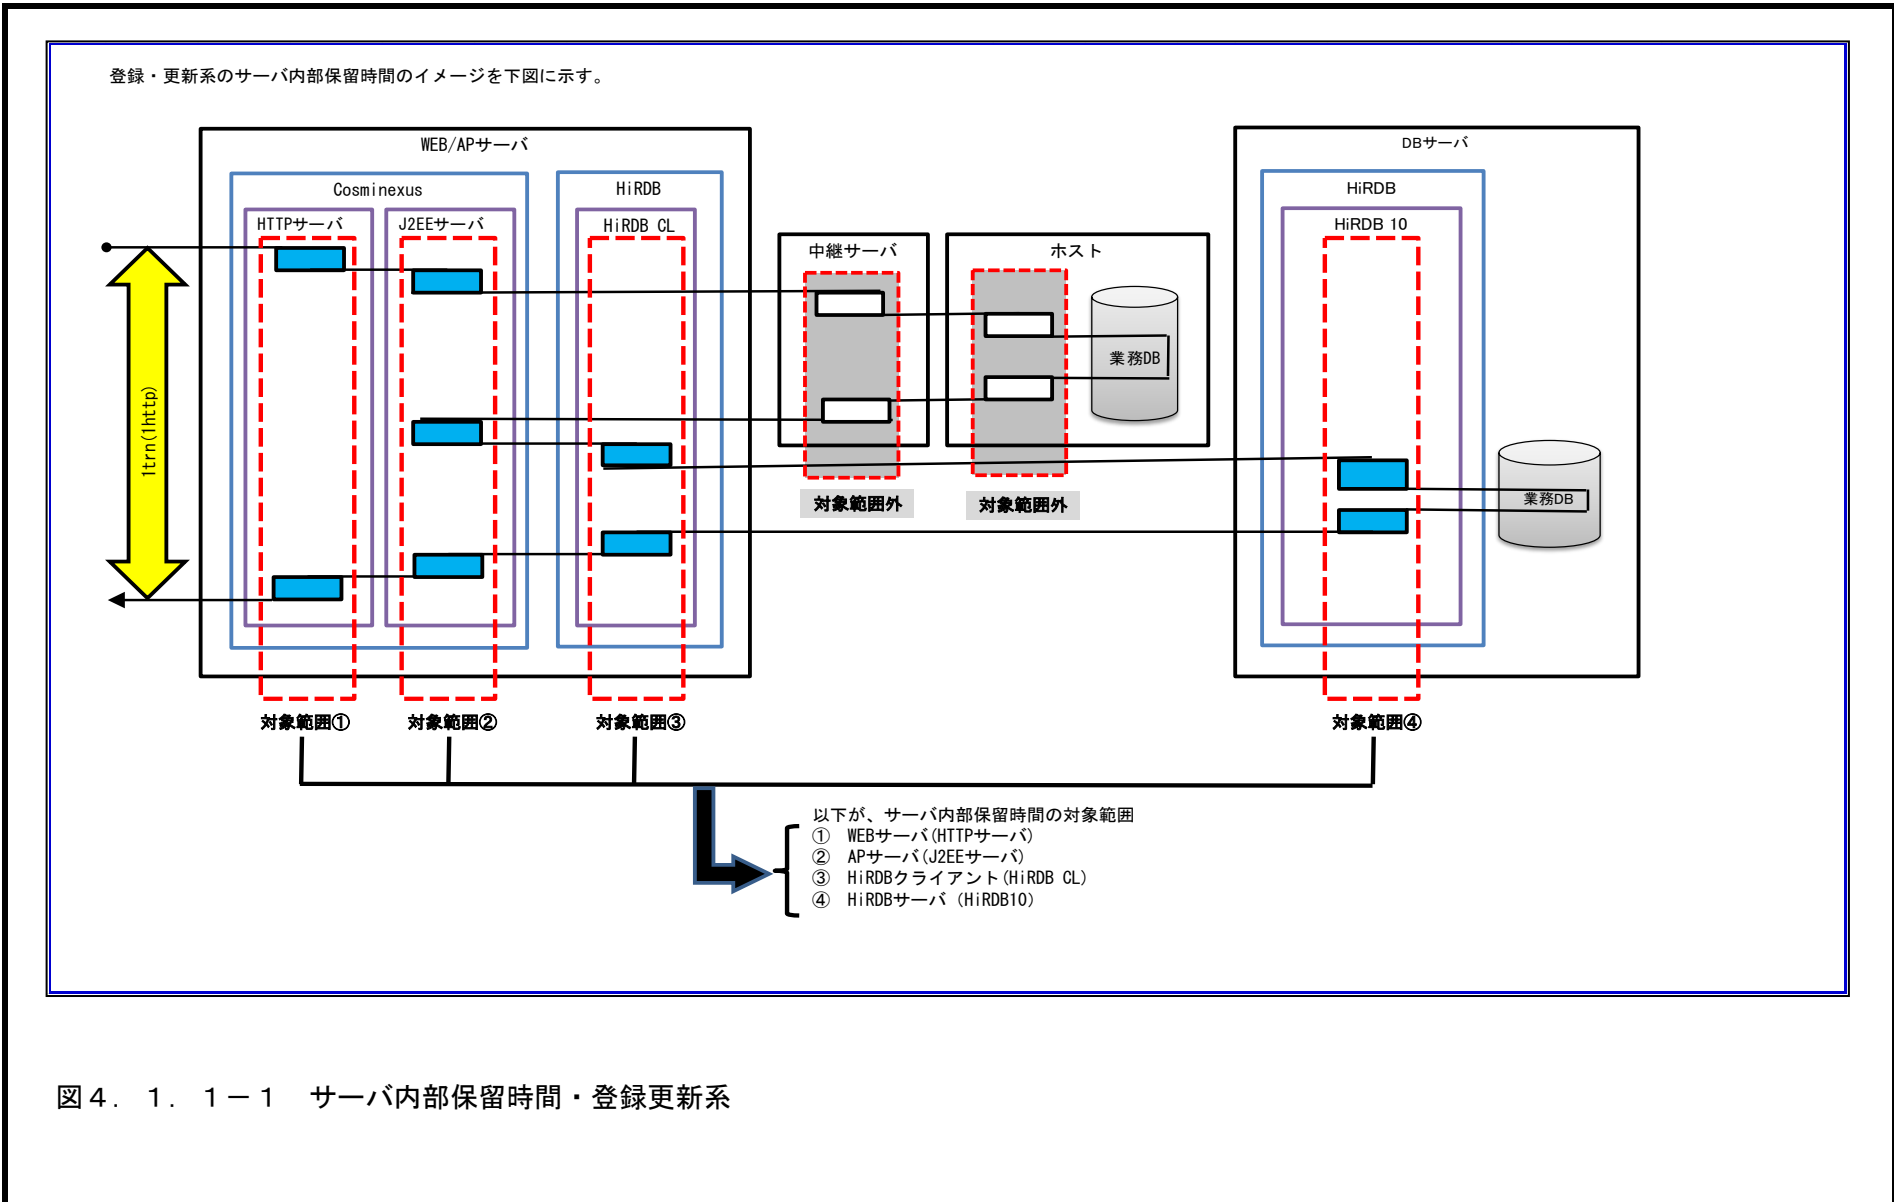 登録・更新系のサーバ内部保留時間のイメージを下図に示す。
WEB/APサーバ
DBサーバ
Cosminexus
HiRDB
HiRDB
HTTPサーバ
J2EEサーバ
HiRDB CL
HiRDB 10
中継サーバ
ホスト
業務DB
1trn(1http)
業務DB
対象範囲外
対象範囲外
対象範囲①
対象範囲②
対象範囲③
対象範囲④
以下が、サーバ内部保留時間の対象範囲
① WEBサーバ(HTTPサーバ)
② APサーバ(J2EEサーバ)
③ HiRDBクライアント(HiRDB CL)
④ HiRDBサーバ (HiRDB10)
図4．1．1－1　サーバ内部保留時間・登録更新系